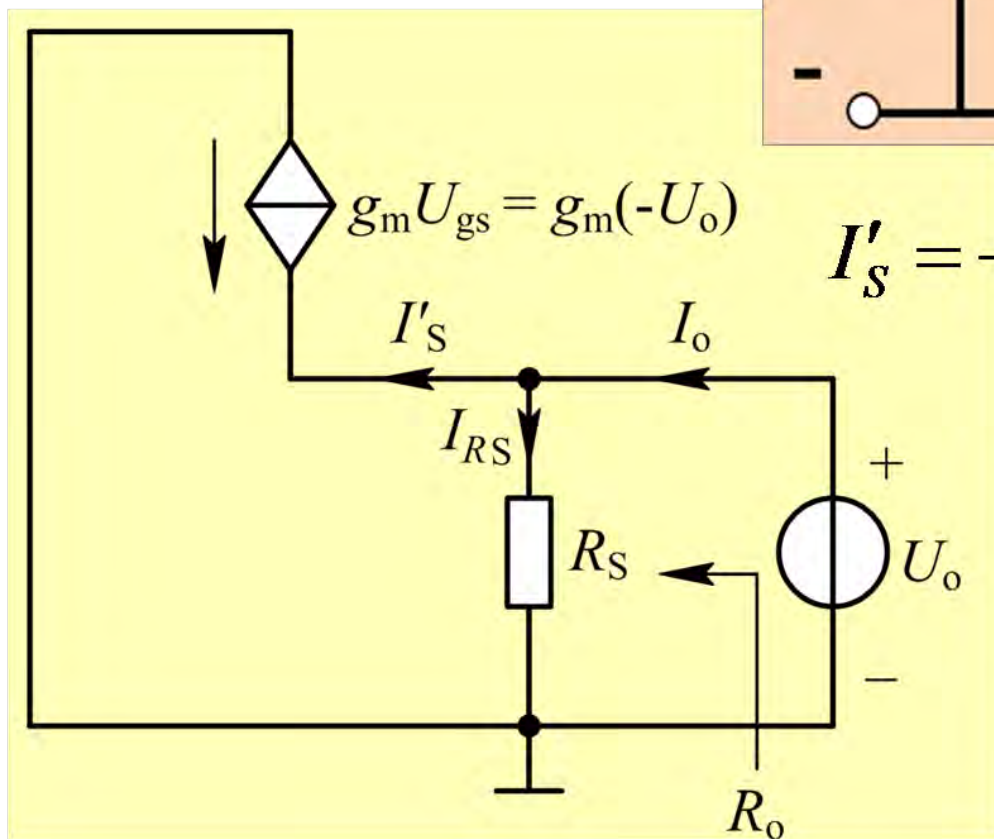 -
gmUgs = gm(-Uo)
I's = -
I'S
Io
IRS
+
RS
Uo
−
Ro